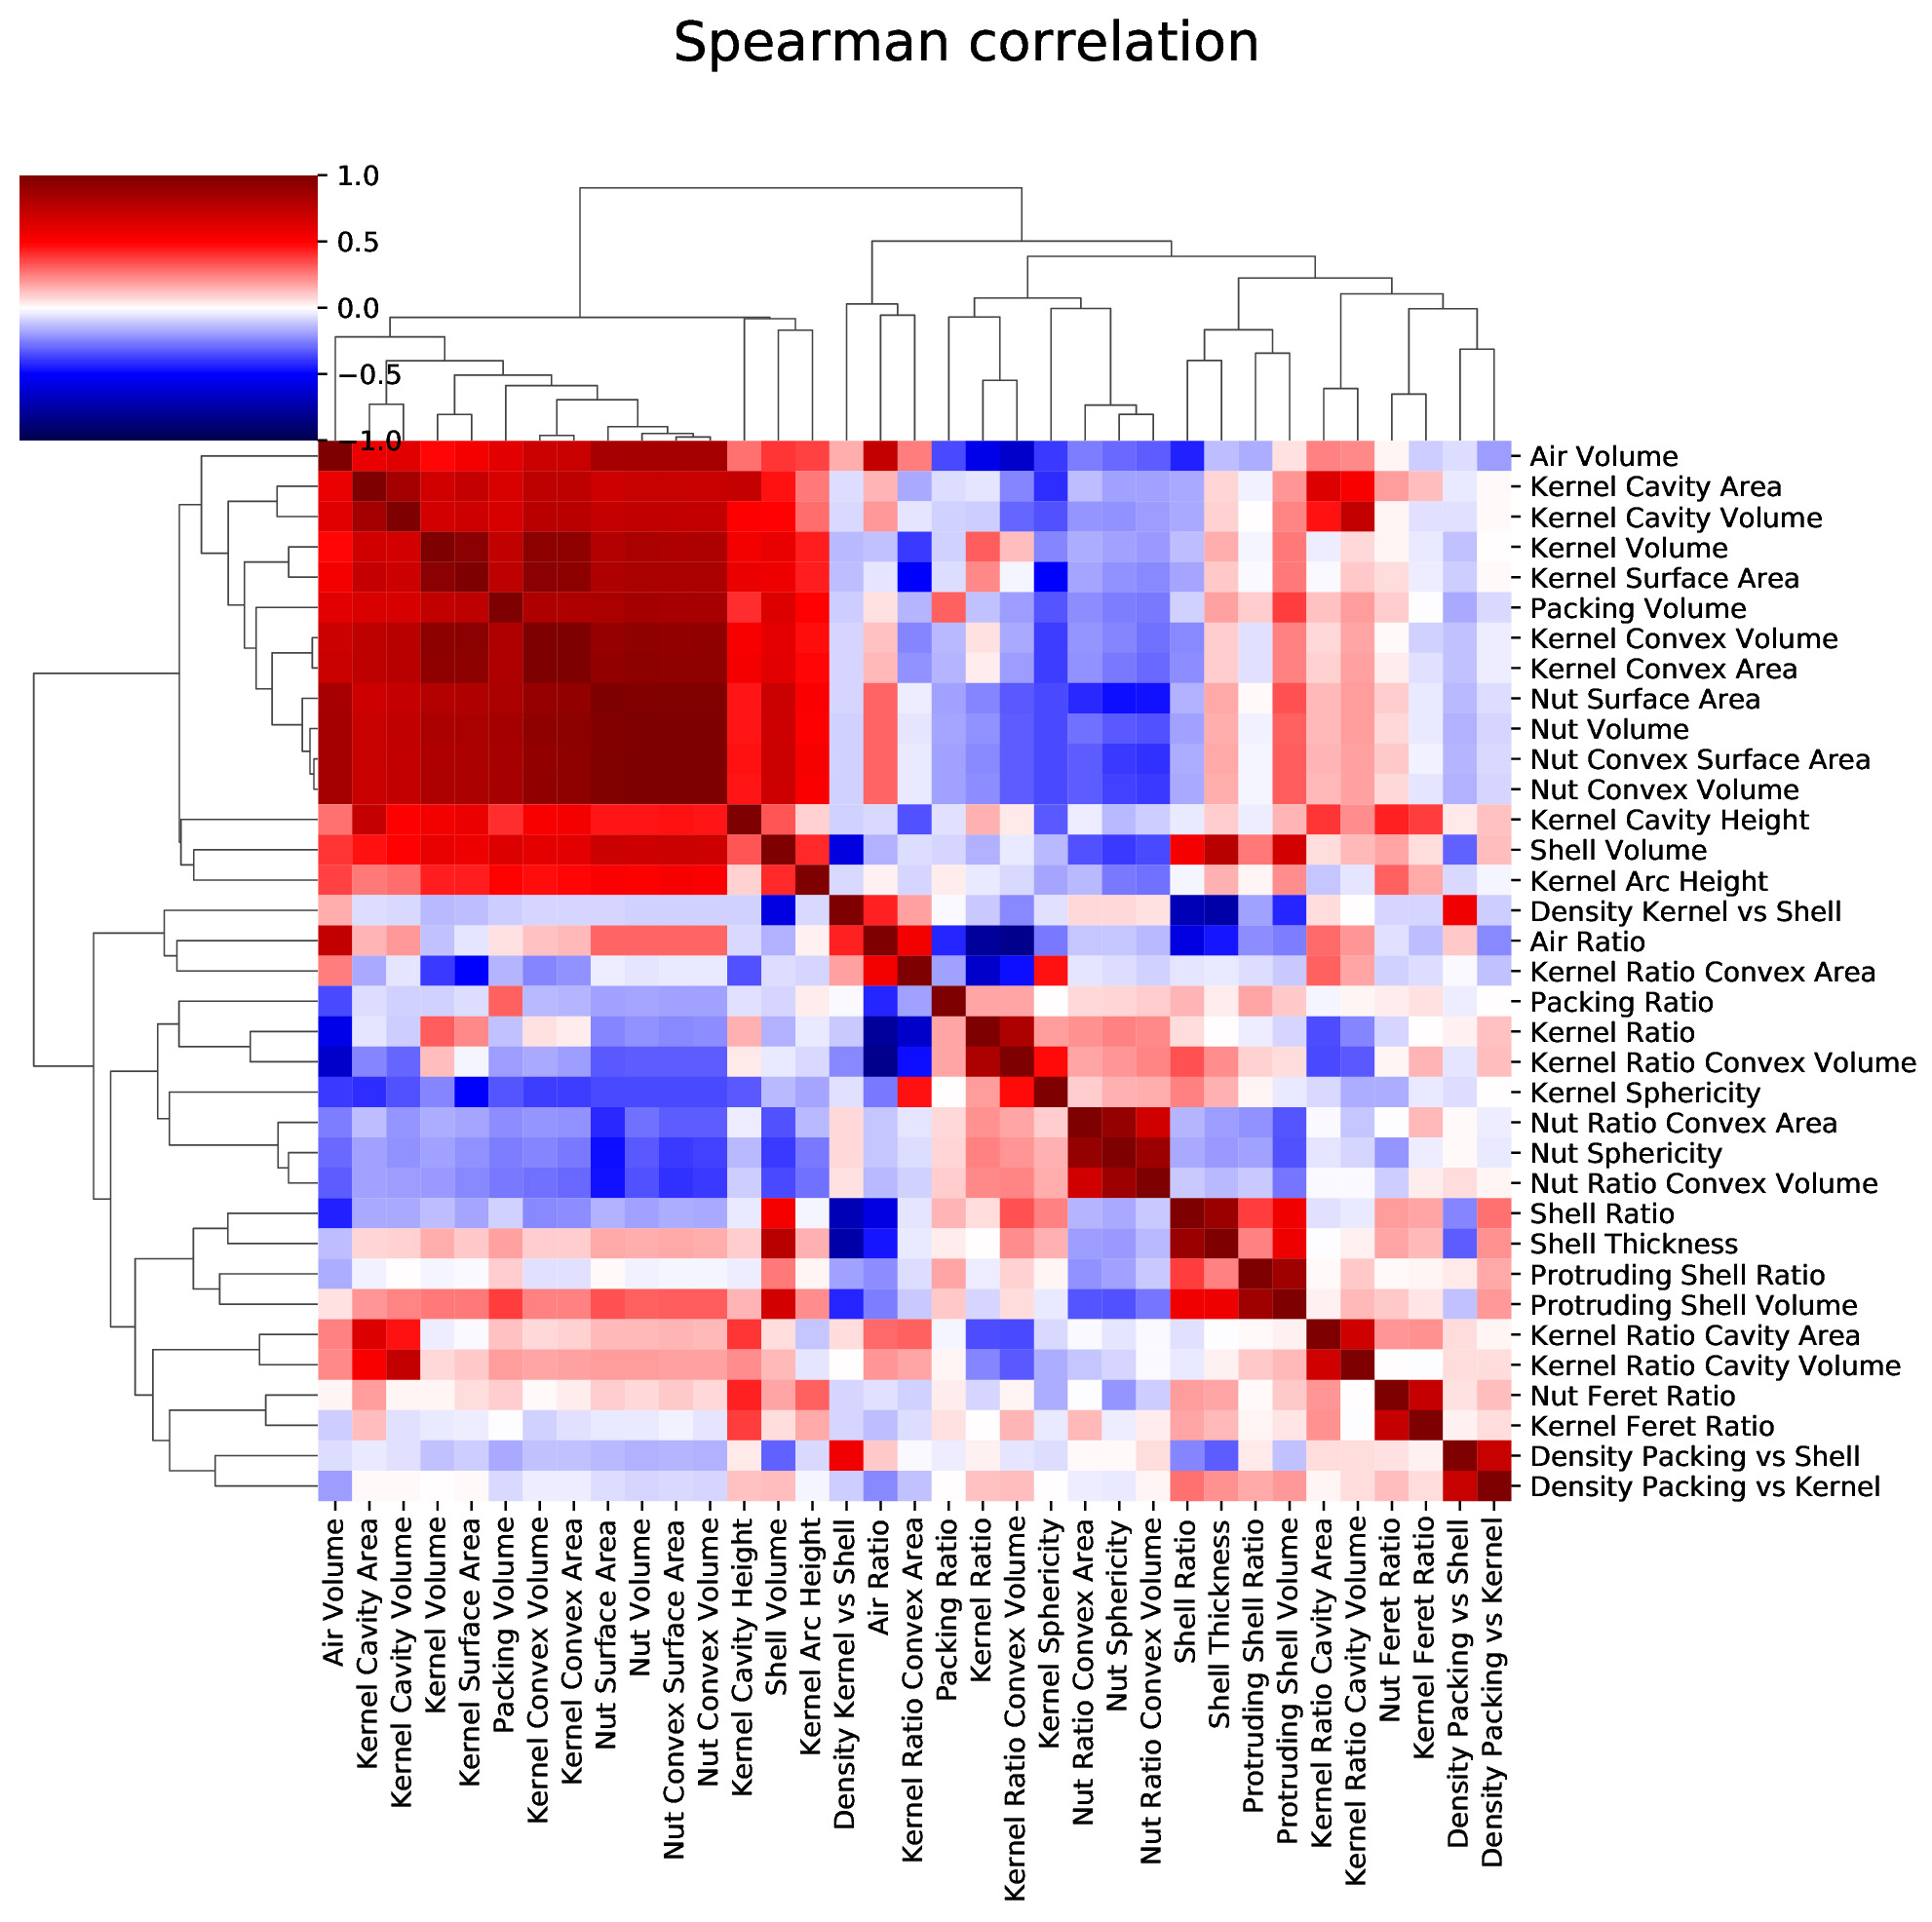 Spearman correlation
1.0
0.5
0.0
−0.5
−1.0
Air Volume
Kernel Cavity Area
Kernel Cavity Volume
Kernel Volume
Kernel Surface Area
Packing Volume
Kernel Convex Volume
Kernel Convex Area
Nut Surface Area
Nut Volume
Nut Convex Surface Area
Nut Convex Volume
Kernel Cavity Height
Shell Volume
Kernel Arc Height
Density Kernel vs Shell
Air Ratio
Kernel Ratio Convex Area
Packing Ratio
Kernel Ratio
Kernel Ratio Convex Volume
Kernel Sphericity
Nut Ratio Convex Area
Nut Sphericity
Nut Ratio Convex Volume
Shell Ratio
Shell Thickness
Protruding Shell Ratio
Protruding Shell Volume
Kernel Ratio Cavity Area
Kernel Ratio Cavity Volume
Nut Feret Ratio
Kernel Feret Ratio
Density Packing vs Shell
Density Packing vs Kernel
Air Volume
Kernel Cavity Area
Kernel Cavity Volume
Kernel Volume
Kernel Surface Area
Packing Volume
Kernel Convex Volume
Kernel Convex Area
Nut Surface Area
Nut Volume
Nut Convex Surface Area
Nut Convex Volume
Kernel Cavity Height
Shell Volume
Kernel Arc Height
Density Kernel vs Shell
Air Ratio
Kernel Ratio Convex Area
Packing Ratio
Kernel Ratio
Kernel Ratio Convex Volume
Kernel Sphericity
Nut Ratio Convex Area
Nut Sphericity
Nut Ratio Convex Volume
Shell Ratio
Shell Thickness
Protruding Shell Ratio
Protruding Shell Volume
Kernel Ratio Cavity Area
Kernel Ratio Cavity Volume
Nut Feret Ratio
Kernel Feret Ratio
Density Packing vs Shell
Density Packing vs Kernel